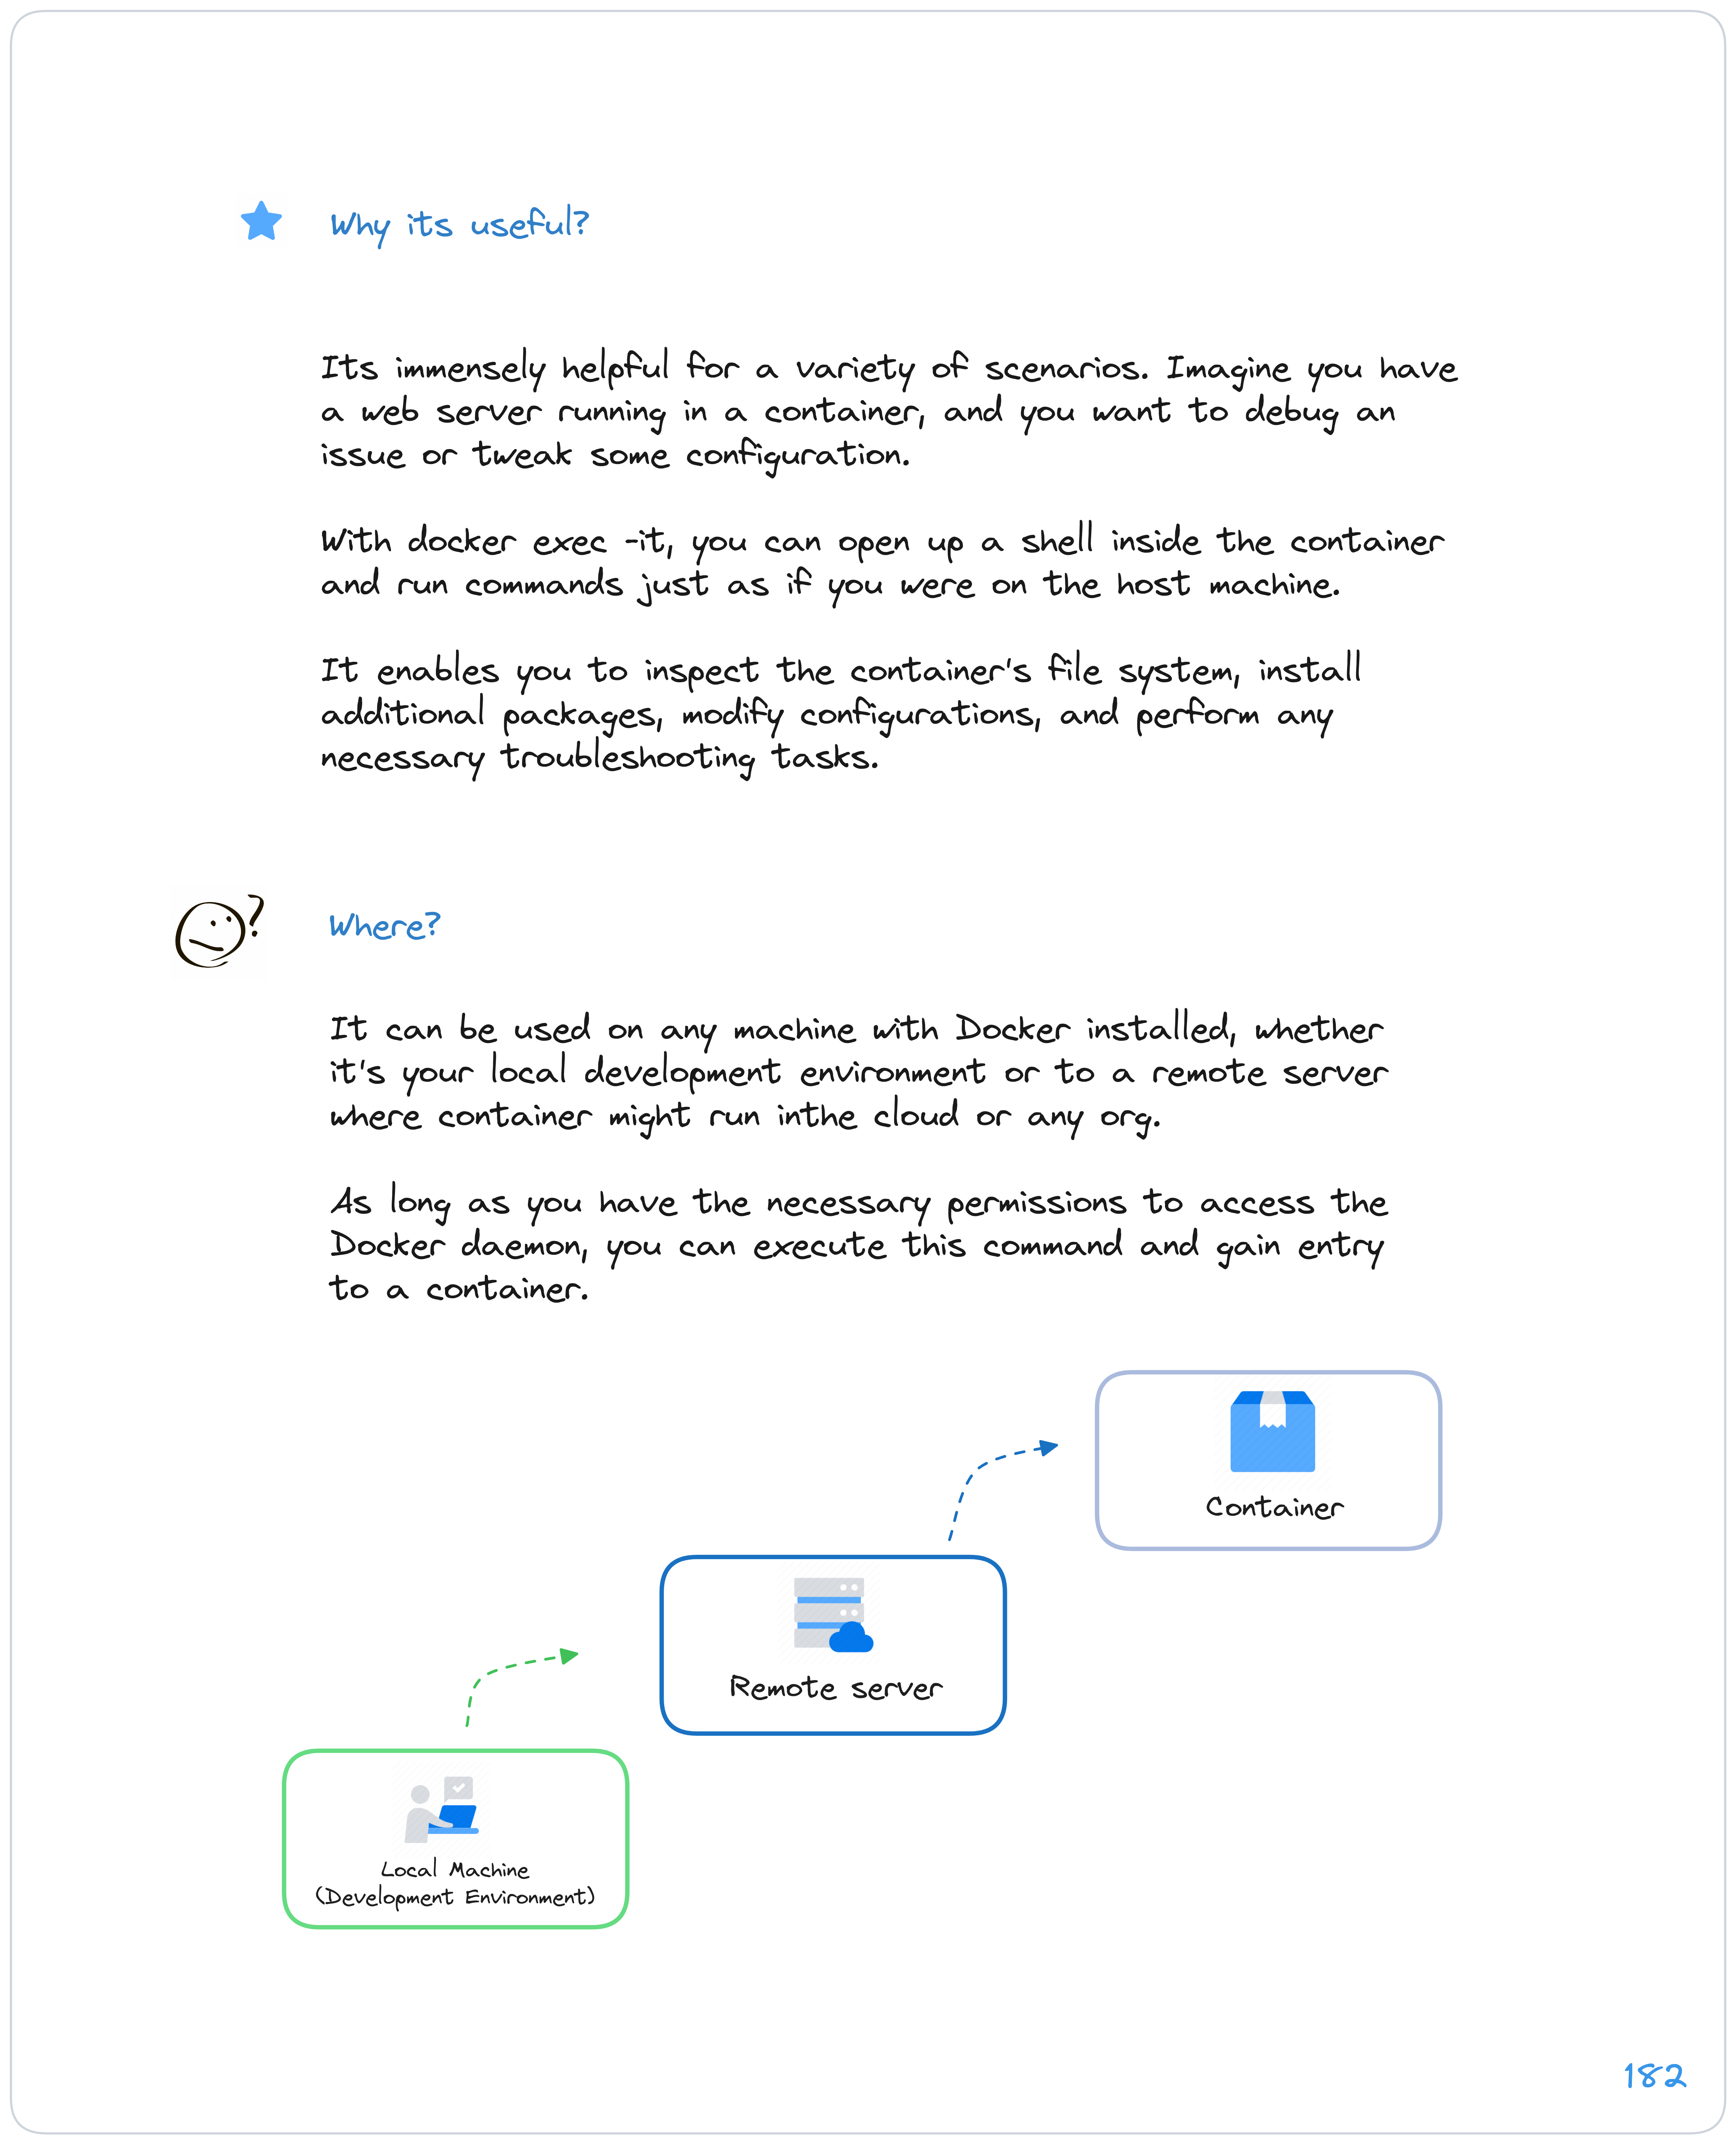 Why its useful?
Its immensely helpful for a variety of scenarios. Imagine you have
a web server running in a container, and you want to debug an
issue or tweak some configuration.
With docker exec -it, you can open up a shell inside the container
and run commands just as if you were on the host machine.
It enables you to inspect the container's file system, install
additional packages, modify configurations, and perform any
necessary troubleshooting tasks.
?
Where?
It can be used on any machine with Docker installed, whether
it's your local development environment or to a remote server
where container might run inthe cloud or any org.
As long as you have the necessary permissions to access the
Docker daemon, you can execute this command and gain entry
to a container.
Container
Remote server
Local Machine
(Development Environment)
182